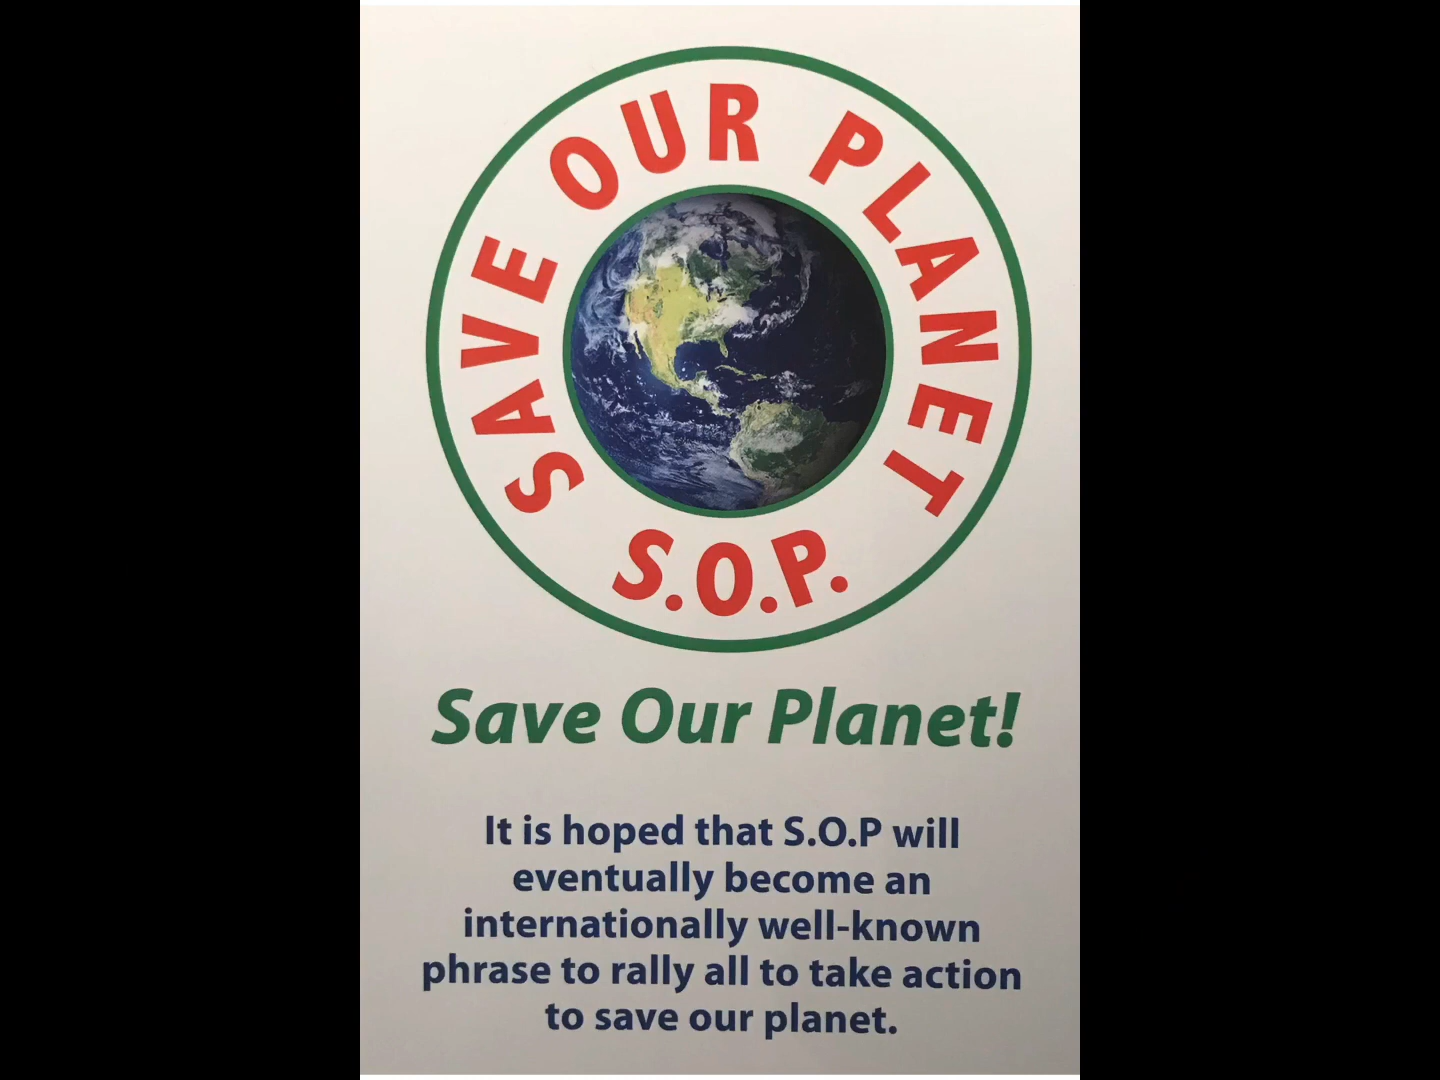 SAVE OUR PLANET
S.O.P.
Save Our Planet!
It is hoped that S.O.P will
eventually become an
internationally well-known
phrase to rally all to take action
to save our planet.